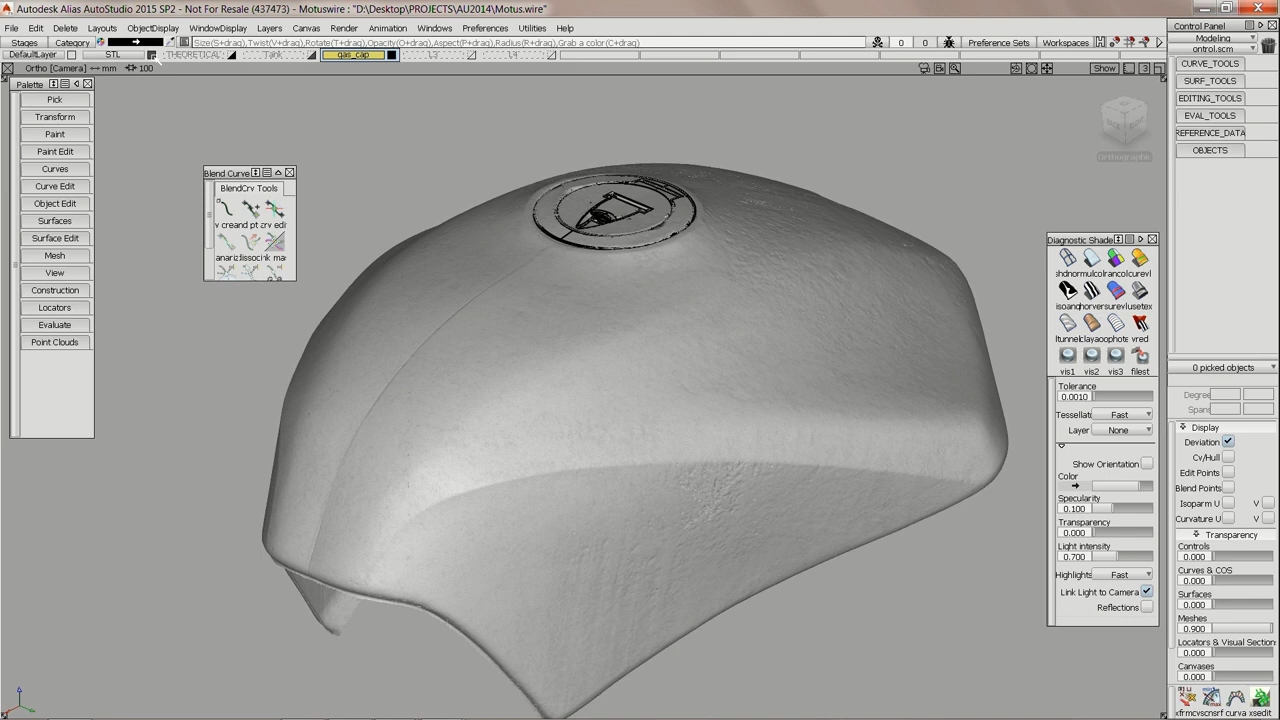 Autodesk Alias AutoStudio 2015 SP2 - Not For Resale (437473) - Motuswire : "D:\Desktop\PROJECTS\AU2014\Motus.wire"
File Edit Delete Layouts ObjectDisplay WindowDisplay Layers Canvas Render Animation Windows Preferences Utilities Help
Stages Category Size(S+drag),Twist(V+drag),Rotate(T+drag),Opacity(O+drag),Aspect(P+drag),Radius(R+drag),Grab a color(C+drag) 0 0 Preference Sets Workspaces
DefaultLayer STL THEORETICAL Tank gas_cap L3 L4
Ortho [Camera] mm 100 Show 3
Control Panel
Modeling
ontrol.scm
CURVE_TOOLS
SURF_TOOLS
EDITING_TOOLS
EVAL_TOOLS
REFERENCE_DATA
OBJECTS
Palette
Pick
Transform
Paint
Paint Edit
Curves
Curve Edit
Object Edit
Surfaces
Surface Edit
Mesh
View
Construction
Locators
Evaluate
Point Clouds
Blend Curve
BlendCrv Tools
Orthographic
Diagnostic Shade
vis1 vis2 vis3 filest
Tolerance
0.0010
Tessellat Fast
Layer None
Show Orientation
Color
Specularity
0.100
Transparency
0.000
Light intensity
0.700
Highlights Fast
Link Light to Camera
Reflections
0 picked objects
Degree
Spans
Display
Deviation
Cv/Hull
Edit Points
Blend Points
Isoparm U V
Curvature U V
Transparency
Controls
0.000
Curves & COS
0.000
Surfaces
0.000
Meshes
0.900
Locators & Visual Section
0.000
Canvases
0.000